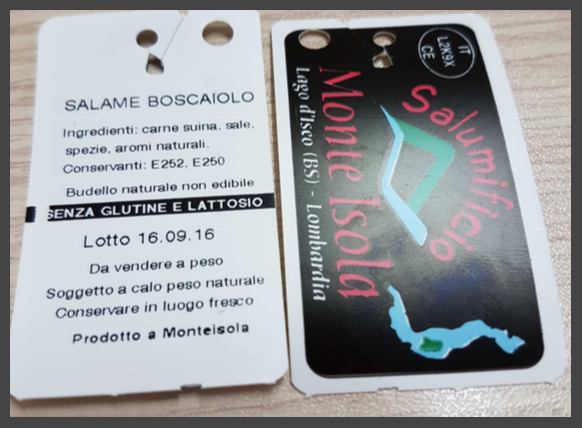 SALAME BOSCAIOLO
Ingredienti: carne suina, sale,
spezie, aromi naturali.
Conservanti: E252, E250
Budello naturale non edibile
SENZA GLUTINE E LATTOSIO
Lotto 16.09.16
Da vendere a peso
Soggetto a calo peso naturale
Conservare in luogo fresco
Prodotto a Monteisola
IT
L2K9X
CE
Salumificio
Monte Isola
Lago d'Iseo (BS) - Lombardia